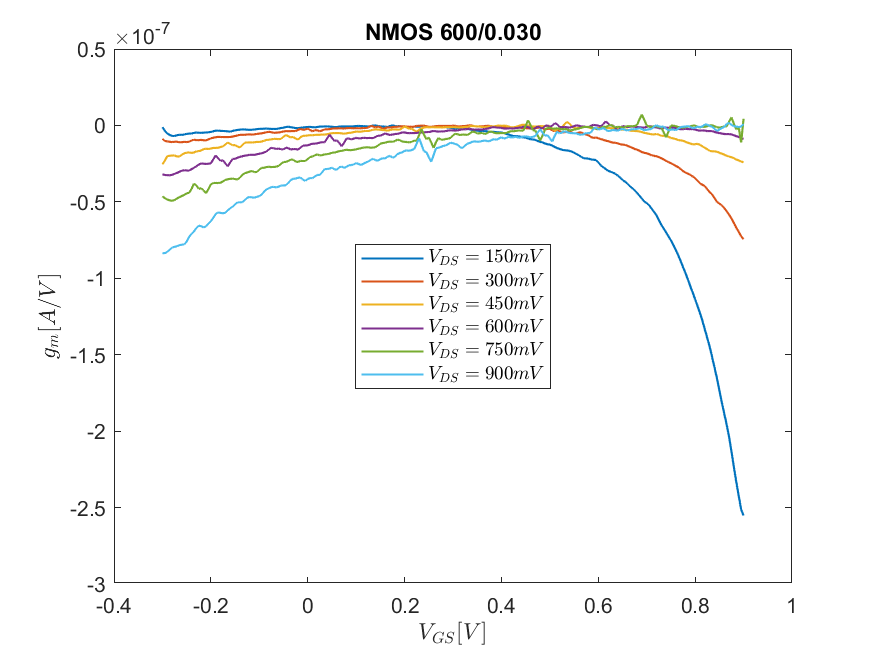 NMOS 600/0.030
×10^-7
0.5
0
-0.5
-1
-1.5
-2
-2.5
-3
g_m[A/V]
V_DS = 150mV
V_DS = 300mV
V_DS = 450mV
V_DS = 600mV
V_DS = 750mV
V_DS = 900mV
-0.4 -0.2 0 0.2 0.4 0.6 0.8 1
V_GS[V]